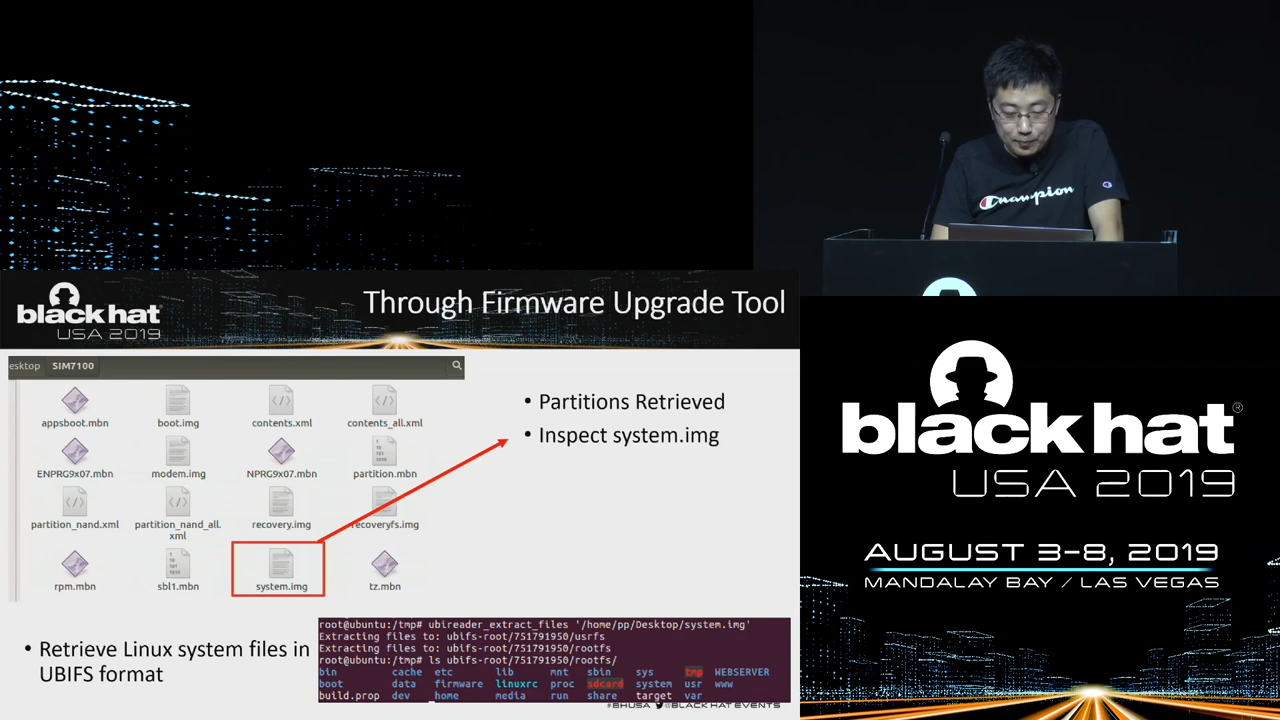 Champion
black hat
USA 2019
Through Firmware Upgrade Tool
esktop SIM7100
appsboot.mbn boot.img contents.xml contents_all.xml
ENPRG9x07.mbn modem.img NPRG9x07.mbn partition.mbn
partition_nand.xml partition_nand_all.xml recovery.img recoveryfs.img
rpm.mbn sbl1.mbn system.img tz.mbn
• Partitions Retrieved
• Inspect system.img
• Retrieve Linux system files in
UBIFS format
root@ubuntu:/tmp# ubireader_extract_files '/home/pp/Desktop/system.img'
Extracting files to: ubifs-root/751791950/usrfs
Extracting files to: ubifs-root/751791950/rootfs
root@ubuntu:/tmp# ls ubifs-root/751791950/rootfs/
bin cache etc lib mnt sbin sys tmp WEBSERVER
boot data firmware linuxrc proc sdcard system usr www
build.prop dev home media run share target var
#BHUSA @BLACK HAT EVENTS
black hat®
USA 2019
AUGUST 3-8, 2019
MANDALAY BAY / LAS VEGAS